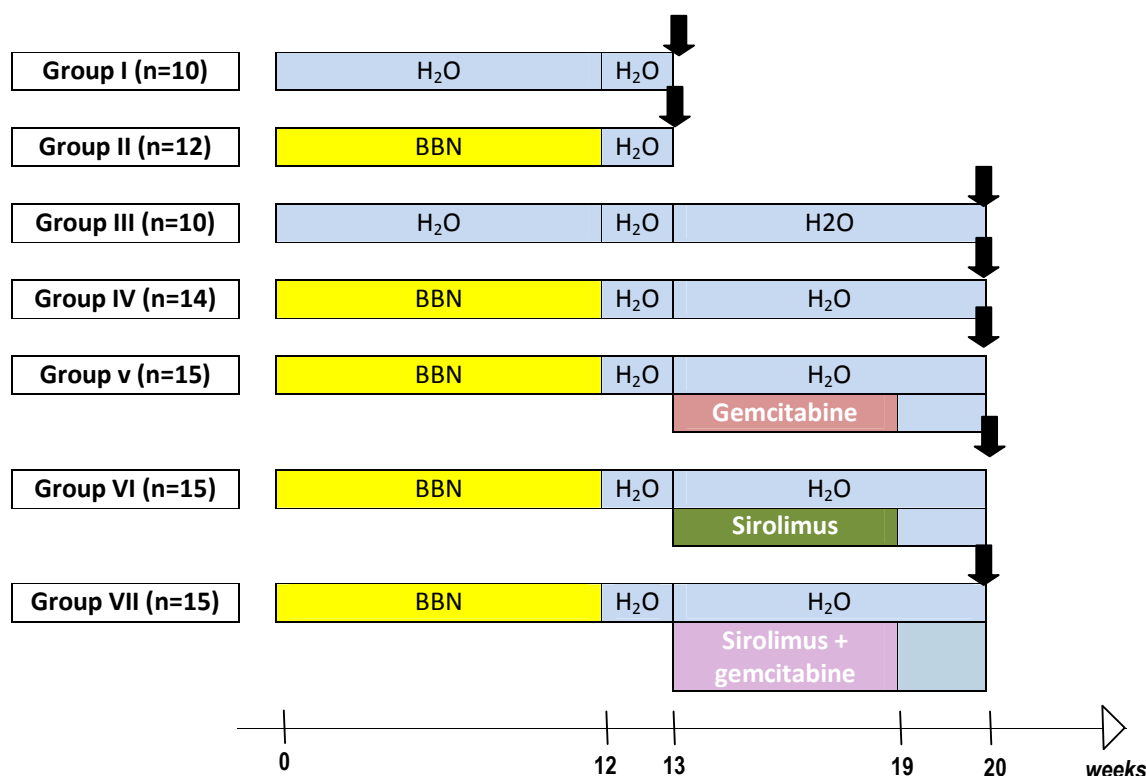 Group I (n=10) H₂O H₂O
Group II (n=12) BBN H₂O
Group III (n=10) H₂O H₂O H2O
Group IV (n=14) BBN H₂O H₂O
Group v (n=15) BBN H₂O H₂O
Gemcitabine
Group VI (n=15) BBN H₂O H₂O
Sirolimus
Group VII (n=15) BBN H₂O H₂O
Sirolimus +
gemcitabine
0 12 13 19 20 weeks